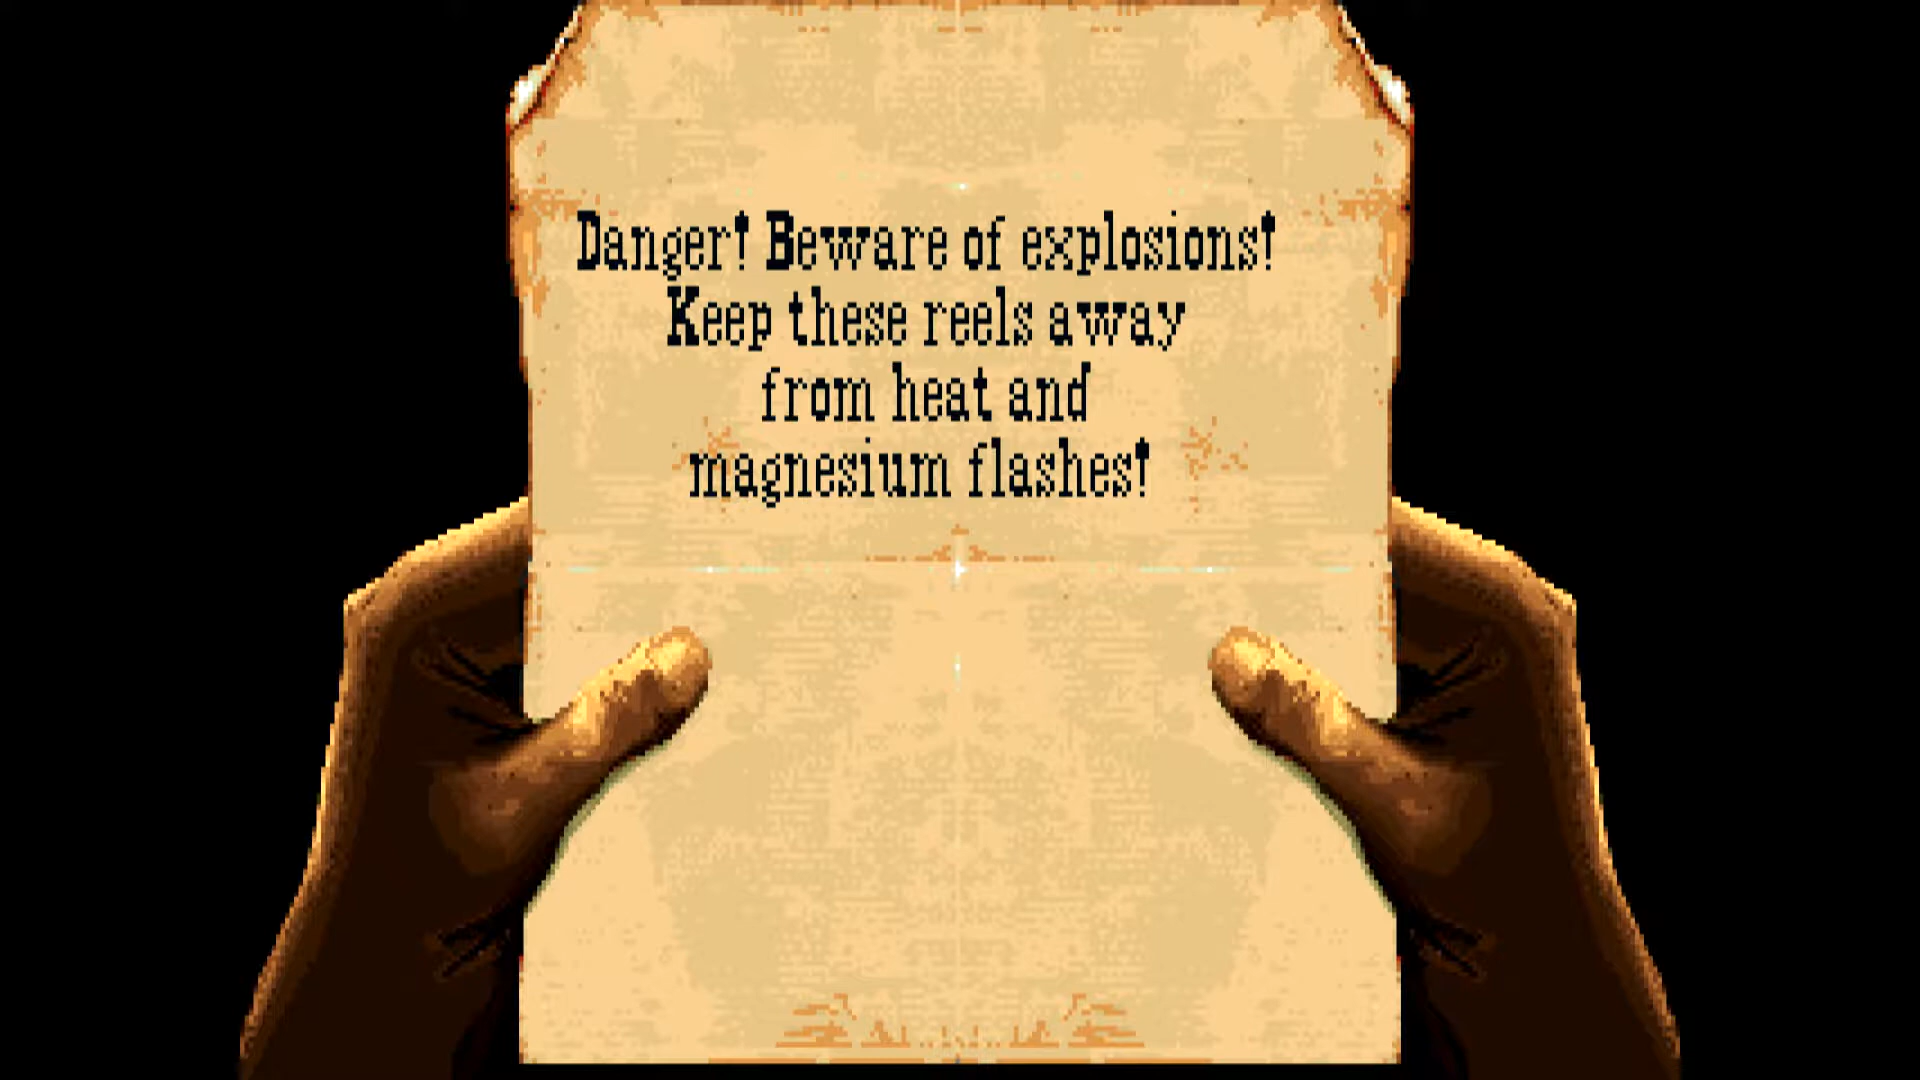 Danger! Beware of explosions!
Keep these reels away
from heat and
magnesium flashes!